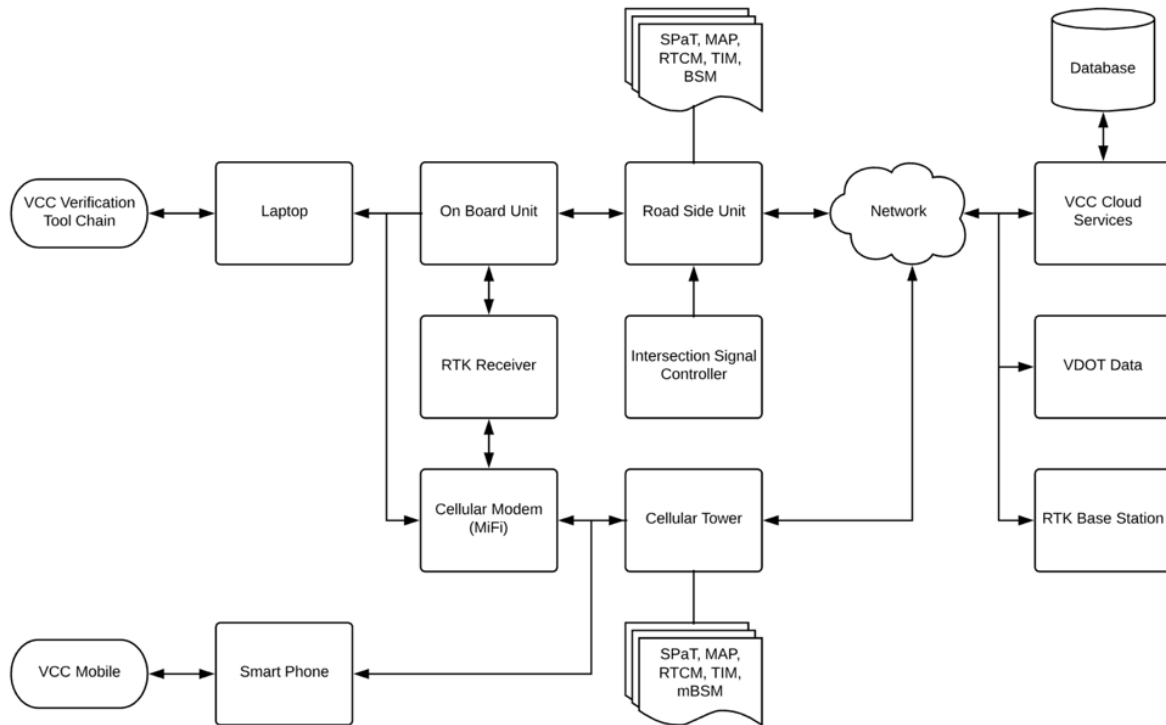 SPaT, MAP,
RTCM, TIM,
BSM
Database
VCC Verification
Tool Chain
Laptop
On Board Unit
Road Side Unit
Network
VCC Cloud
Services
RTK Receiver
Intersection Signal
Controller
VDOT Data
Cellular Modem
(MiFi)
Cellular Tower
RTK Base Station
VCC Mobile
Smart Phone
SPaT, MAP,
RTCM, TIM,
mBSM